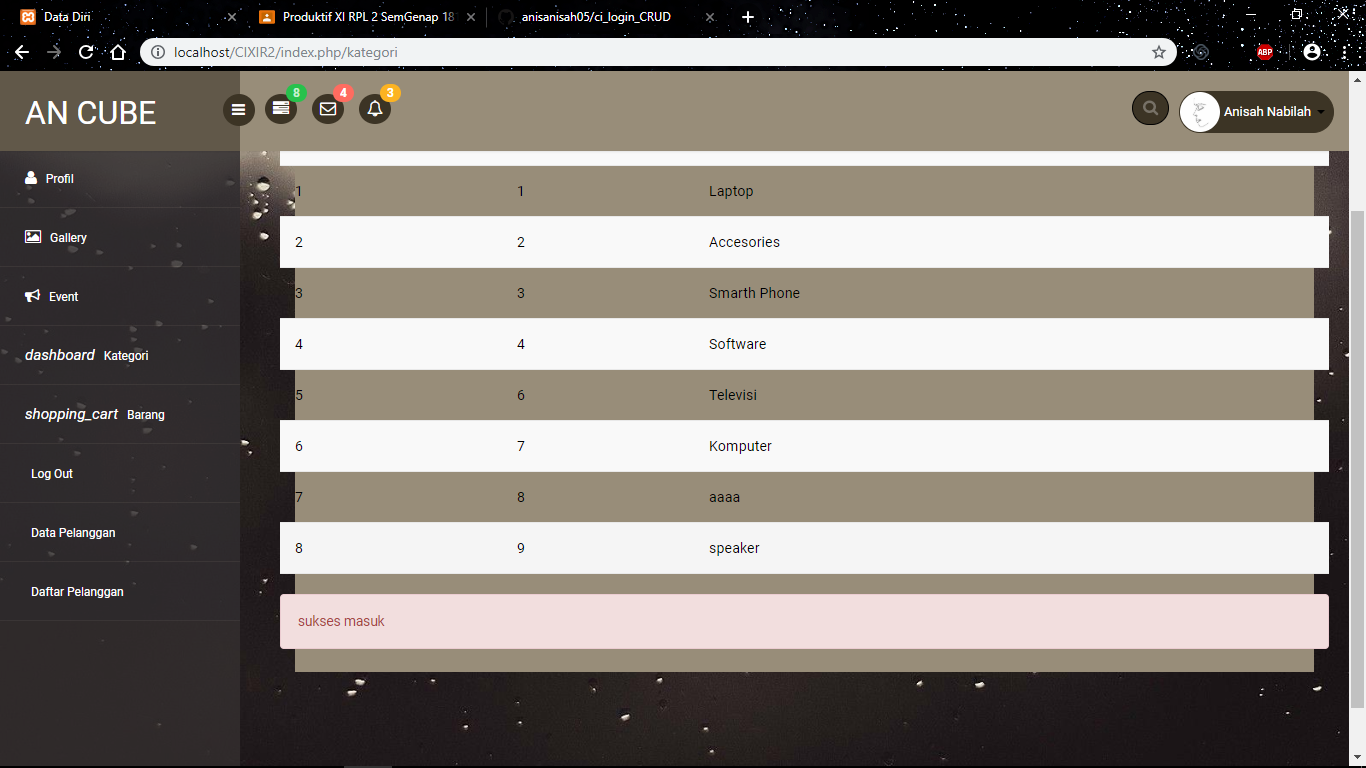 Data Diri
Produktif XI RPL 2 SemGenap 18
anisanisah05/ci_login_CRUD
localhost/CIXIR2/index.php/kategori
ABP
AN CUBE
8
4
3
Anisah Nabilah
Profil
Gallery
Event
dashboard Kategori
shopping_cart Barang
Log Out
Data Pelanggan
Daftar Pelanggan
1 1 Laptop
2 2 Accesories
3 3 Smarth Phone
4 4 Software
5 6 Televisi
6 7 Komputer
7 8 aaaa
8 9 speaker
sukses masuk